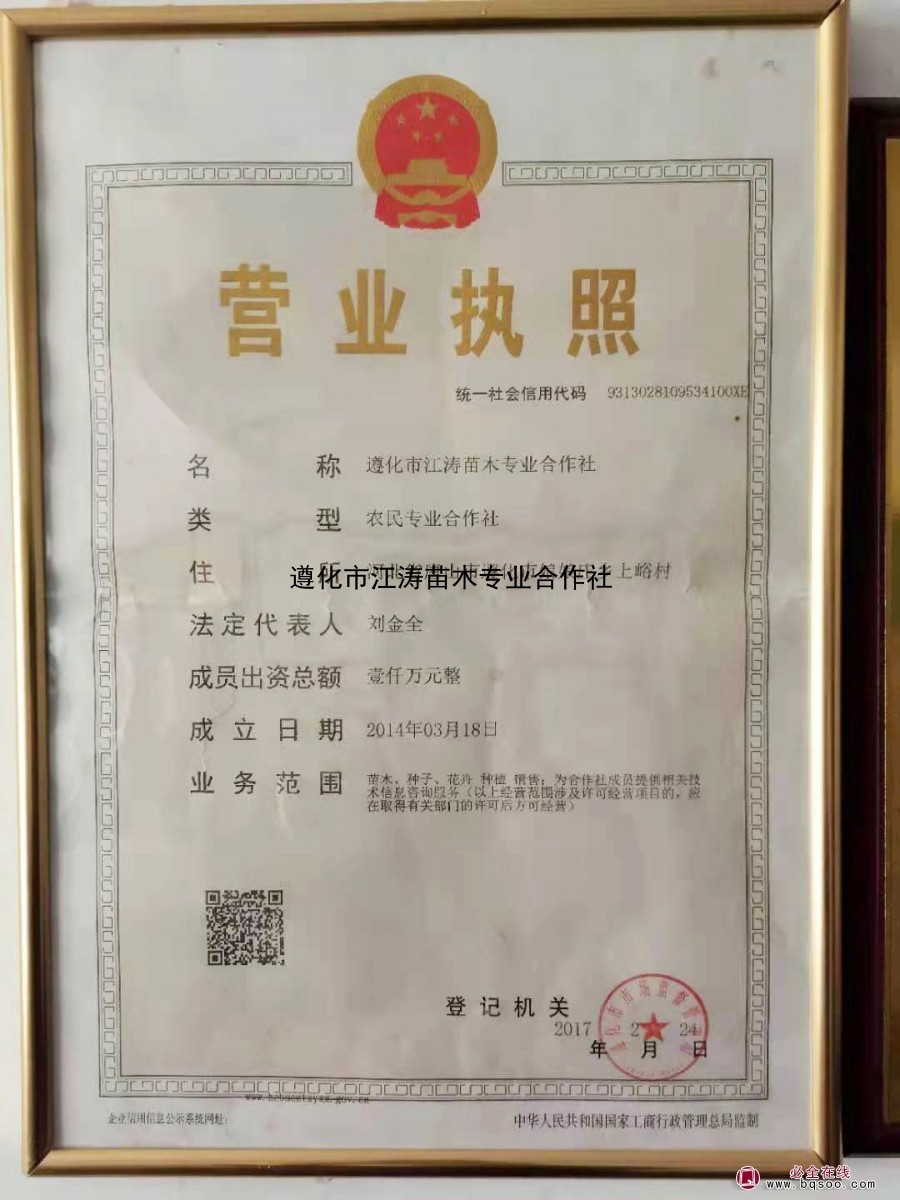 营业执照
统一社会信用代码 9313028109534100XE
名称 遵化市江涛苗木专业合作社
类型 农民专业合作社
住 上峪村
遵化市江涛苗木专业合作社
法定代表人 刘金全
成员出资总额 壹仟万元整
成立日期 2014年03月18日
业务范围 苗木、种子、花卉 种植 销售；为合作社成员提供相关技
术信息咨询服务（以上经营范围涉及许可经营项目的，应
在取得有关部门的许可后方可经营）
登记机关
2017 2 24
年 月 日
企业信用信息公示系统网址：
中华人民共和国国家工商行政管理总局监制
必全在线
www.bqsoo.com